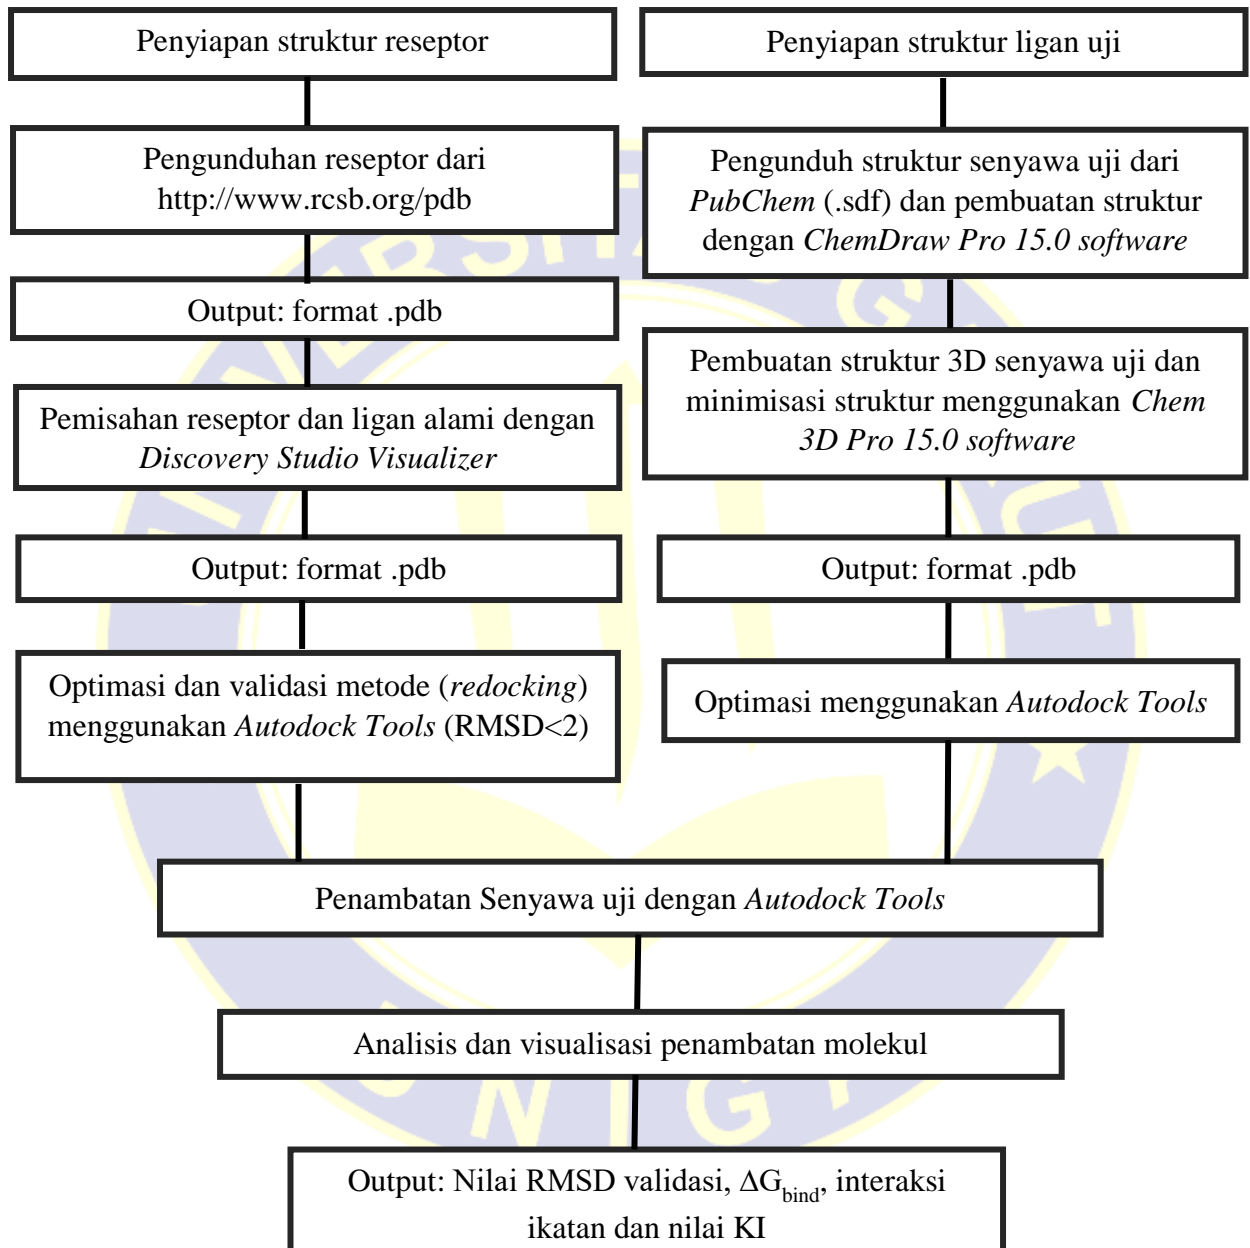 Penyiapan struktur reseptor
Pengunduhan reseptor dari
http://www.rcsb.org/pdb
Output: format .pdb
Pemisahan reseptor dan ligan alami dengan
Discovery Studio Visualizer
Output: format .pdb
Optimasi dan validasi metode (redocking)
menggunakan Autodock Tools (RMSD<2)
Penyiapan struktur ligan uji
Pengunduh struktur senyawa uji dari
PubChem (.sdf) dan pembuatan struktur
dengan ChemDraw Pro 15.0 software
Pembuatan struktur 3D senyawa uji dan
minimisasi struktur menggunakan Chem
3D Pro 15.0 software
Output: format .pdb
Optimasi menggunakan Autodock Tools
Penambatan Senyawa uji dengan Autodock Tools
Analisis dan visualisasi penambatan molekul
Output: Nilai RMSD validasi, ΔGbind, interaksi
ikatan dan nilai KI